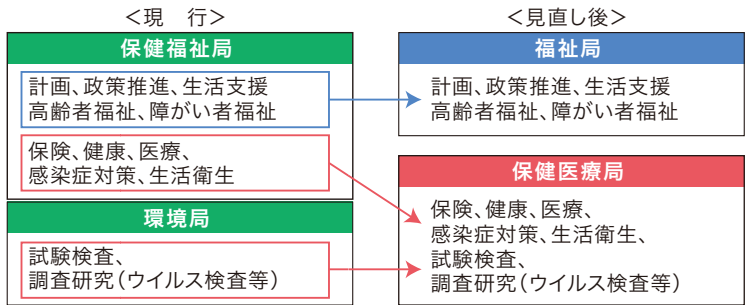 <現　行>
保健福祉局
計画、政策推進、生活支援
高齢者福祉、障がい者福祉
保険、健康、医療、
感染症対策、生活衛生
環境局
試験検査、
調査研究（ウイルス検査等）
<見直し後>
福祉局
計画、政策推進、生活支援
高齢者福祉、障がい者福祉
保健医療局
保険、健康、医療、
感染症対策、生活衛生、
試験検査、
調査研究（ウイルス検査等）